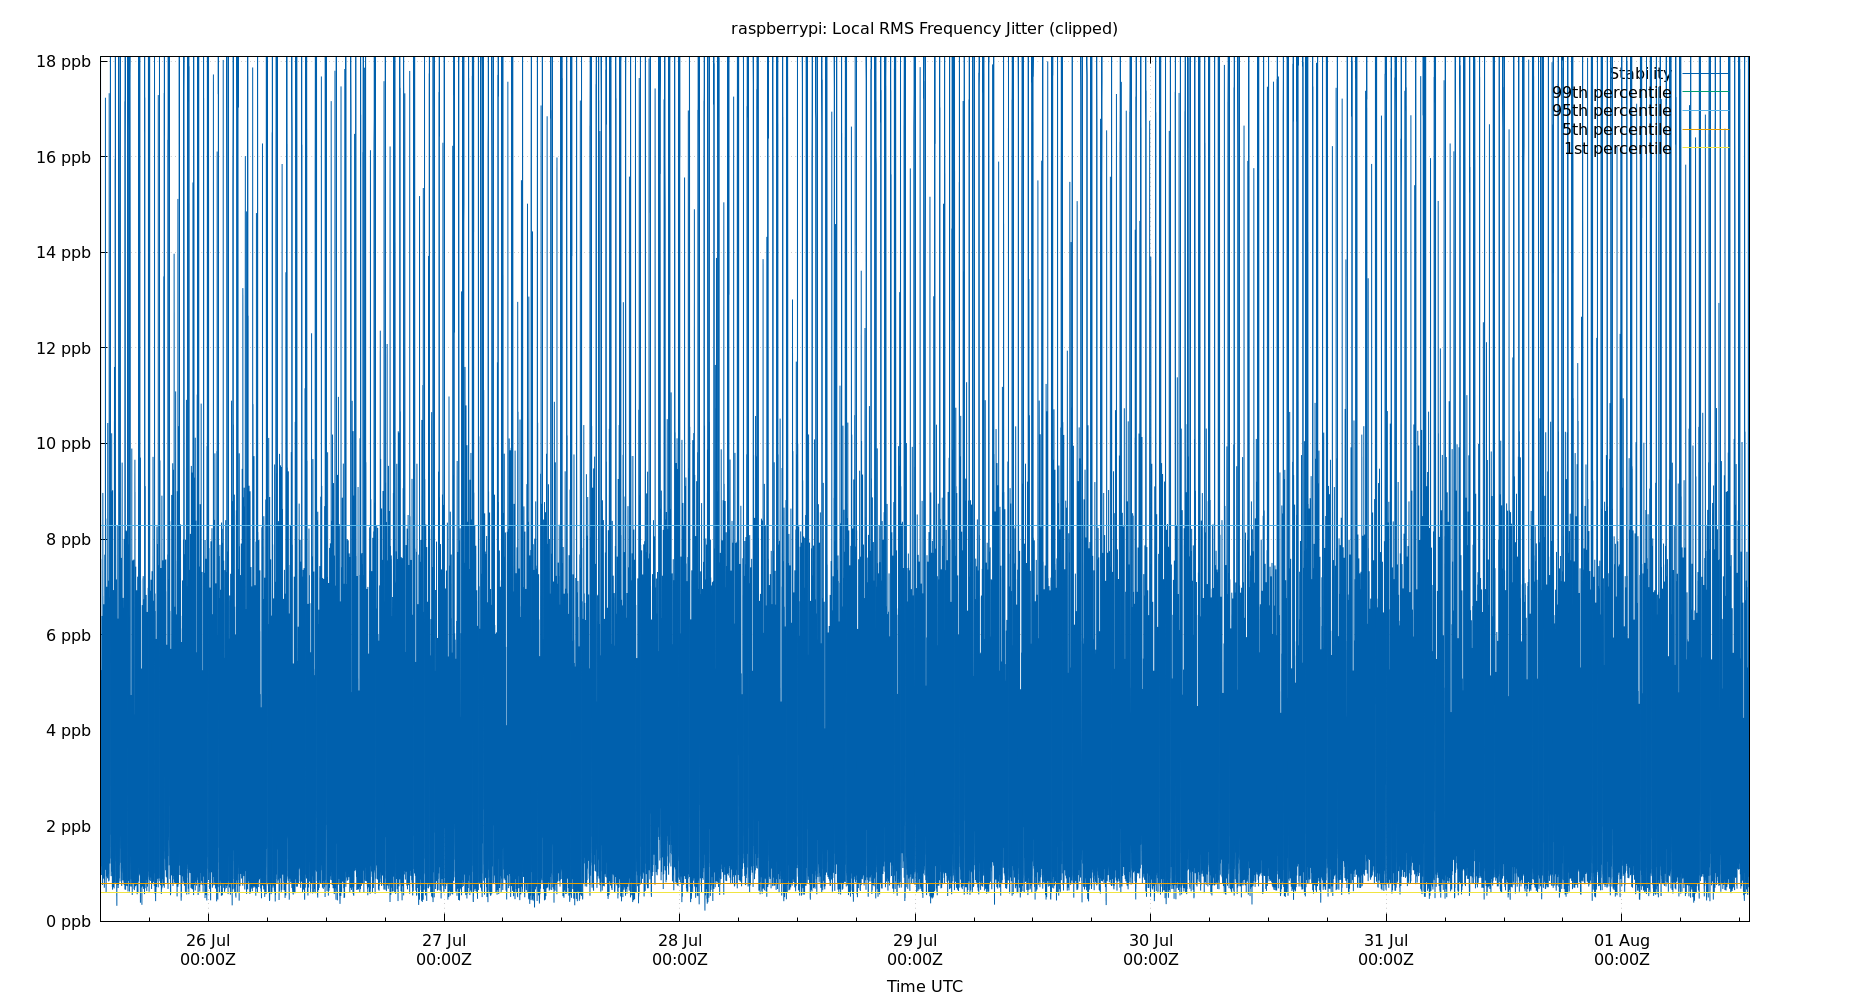 raspberrypi: Local RMS Frequency Jitter (clipped)
18 ppb
16 ppb
14 ppb
12 ppb
10 ppb
8 ppb
6 ppb
4 ppb
2 ppb
0 ppb
Stability
99th percentile
95th percentile
5th percentile
1st percentile
26 Jul 27 Jul 28 Jul 29 Jul 30 Jul 31 Jul 01 Aug
00:00Z 00:00Z 00:00Z 00:00Z 00:00Z 00:00Z 00:00Z
Time UTC